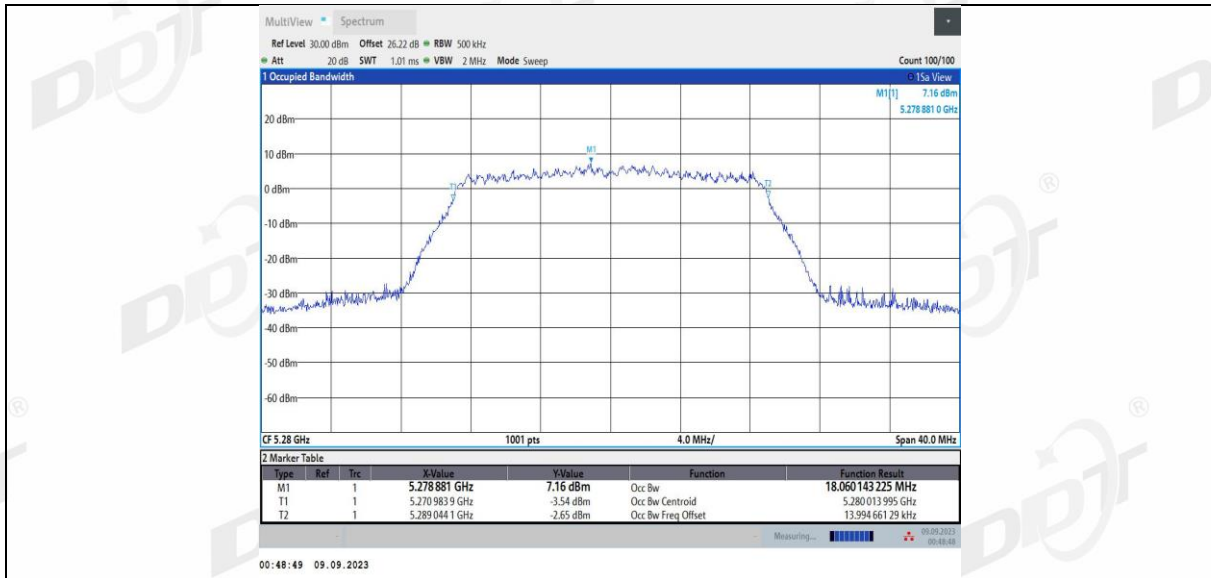 MultiView Spectrum
Ref Level 30.00 dBm Offset 26.22 dB RBW 500 kHz
Att 20 dB SWT 1.01 ms VBW 2 MHz Mode Sweep Count 100/100
1 Occupied Bandwidth 1Sa View
M1[1] 7.16 dBm
5.278 881 0 GHz
20 dBm
M1
10 dBm
T1 T2
0 dBm
-10 dBm
-20 dBm
-30 dBm
-40 dBm
-50 dBm
-60 dBm
CF 5.28 GHz 1001 pts 4.0 MHz/ Span 40.0 MHz
2 Marker Table
Type Ref Trc X-Value Y-Value Function Function Result
M1 1 5.278 881 GHz 7.16 dBm Occ Bw 18.060 143 225 MHz
T1 1 5.270 983 9 GHz -3.54 dBm Occ Bw Centroid 5.280 013 995 GHz
T2 1 5.289 044 1 GHz -2.65 dBm Occ Bw Freq Offset 13.994 661 29 kHz
Measuring... 09.09.2023
00:48:48
00:48:49 09.09.2023
DDT